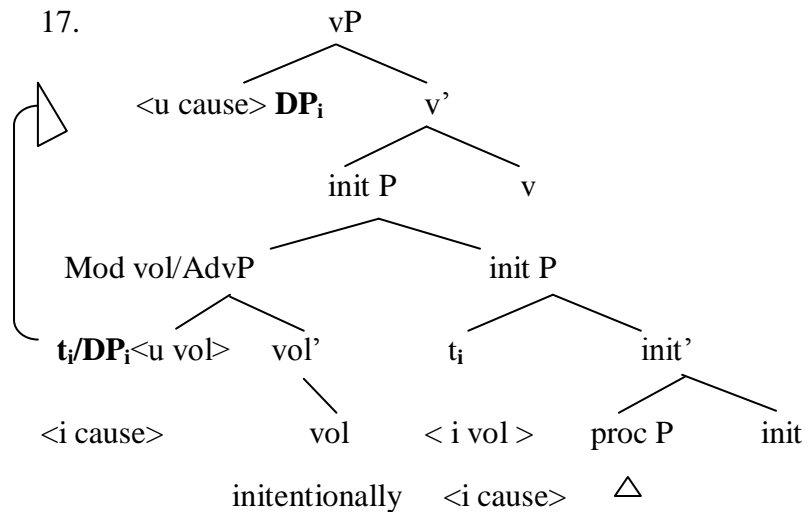 17. vP
<u cause> DPi v’
init P v
Mod vol/AdvP init P
ti/DPi<u vol> vol’ ti init’
<i cause> vol < i vol > proc P init
initentionally <i cause>